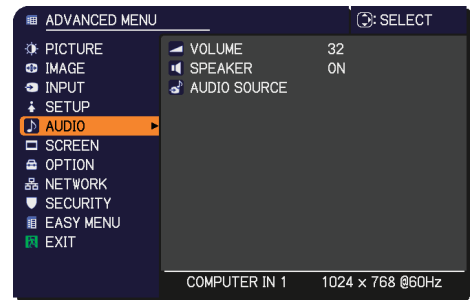 ADVANCED MENU : SELECT
PICTURE VOLUME 32
IMAGE SPEAKER ON
INPUT AUDIO SOURCE
SETUP
AUDIO
SCREEN
OPTION
NETWORK
SECURITY
EASY MENU
EXIT
COMPUTER IN 1 1024 × 768 @60Hz